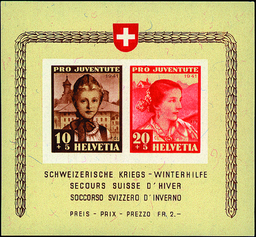 PRO JUVENTUTE
1941
10
+ 5
HELVETIA
PRO JUVENTUTE
1941
20
+ 5
HELVETIA
SCHWEIZERISCHE KRIEGS - WINTERHILFE
SECOURS SUISSE D'HIVER
SOCCORSO SVIZZERO D'INVERNO
PREIS - PRIX - PREZZO FR. 2.-